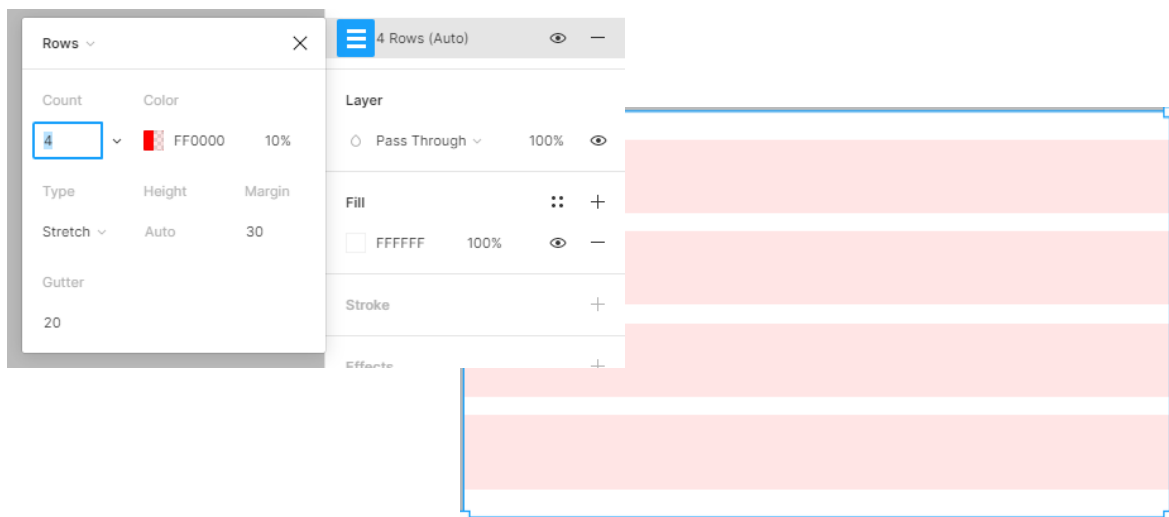 Rows
Count Color
4 FF0000 10%
Type Height Margin
Stretch Auto 30
Gutter
20
4 Rows (Auto)
Layer
Pass Through 100%
Fill
FFFFFF 100%
Stroke
Effects